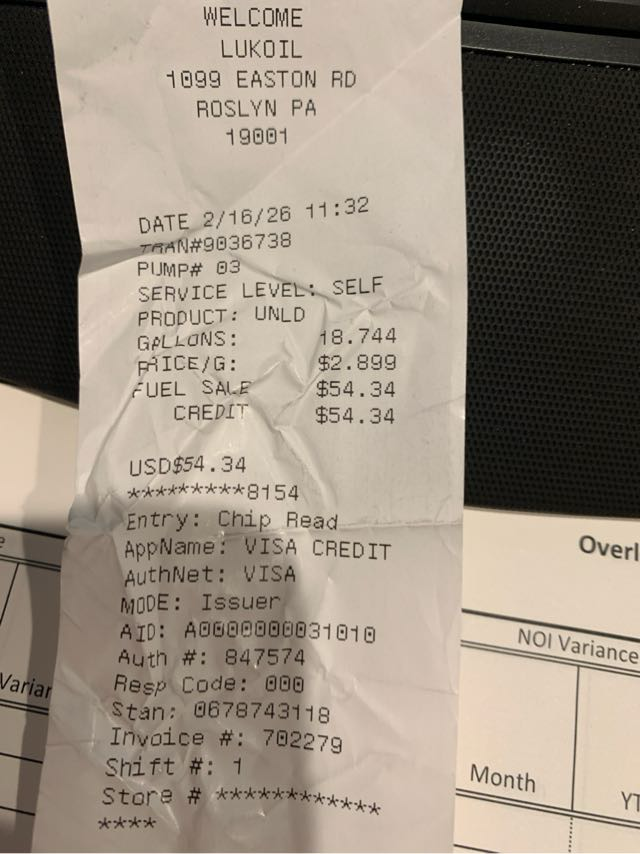 WELCOME
LUKOIL
1099 EASTON RD
ROSLYN PA
19001
DATE 2/16/26 11:32
TRAN#9036738
PUMP# 03
SERVICE LEVEL: SELF
PRODUCT: UNLD
GALLONS: 18.744
PRICE/G: $2.899
FUEL SALE $54.34
CREDIT $54.34
USD$54.34
*********8154
Entry: Chip Read
AppName: VISA CREDIT
AuthNet: VISA
MODE: Issuer
AID: A0000000031010
Auth #: 847574
Resp Code: 000
Stan: 0678743118
Invoice #: 702279
Shift #: 1
Store # ************
****
Overl
NOI Variance
Month
YT
Varian